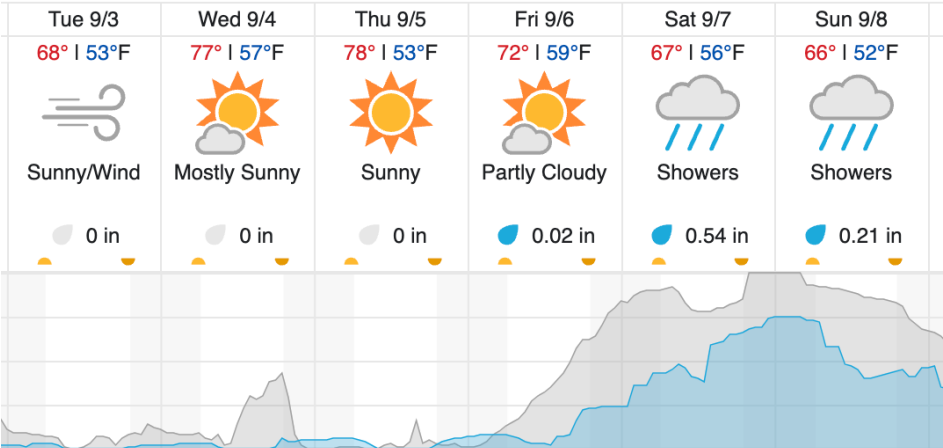 Tue 9/3 Wed 9/4 Thu 9/5 Fri 9/6 Sat 9/7 Sun 9/8
68° | 53°F 77° | 57°F 78° | 53°F 72° | 59°F 67° | 56°F 66° | 52°F
Sunny/Wind Mostly Sunny Sunny Partly Cloudy Showers Showers
0 in 0 in 0 in 0.02 in 0.54 in 0.21 in